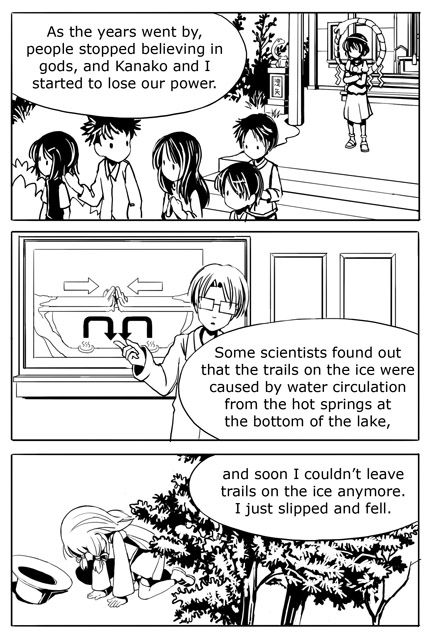 As the years went by,
people stopped believing in
gods, and Kanako and I
started to lose our power.
Some scientists found out
that the trails on the ice were
caused by water circulation
from the hot springs at
the bottom of the lake,
and soon I couldn't leave
trails on the ice anymore.
I just slipped and fell.